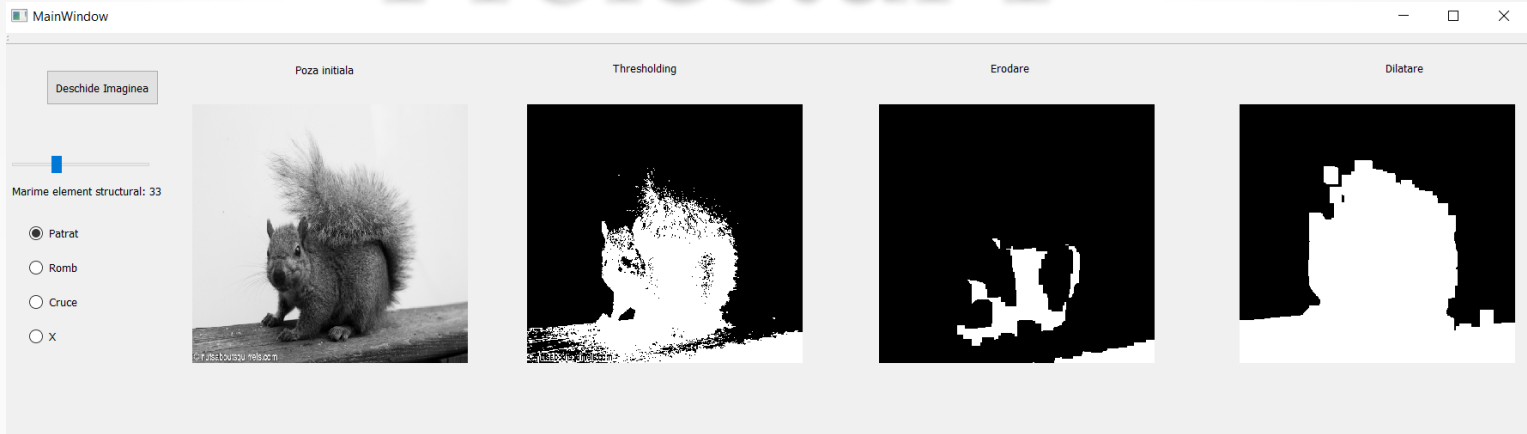 MainWindow
Poza initiala
Thresholding
Erodare
Dilatare
Deschide Imaginea
Marime element structural: 33
Patrat
Romb
Cruce
X